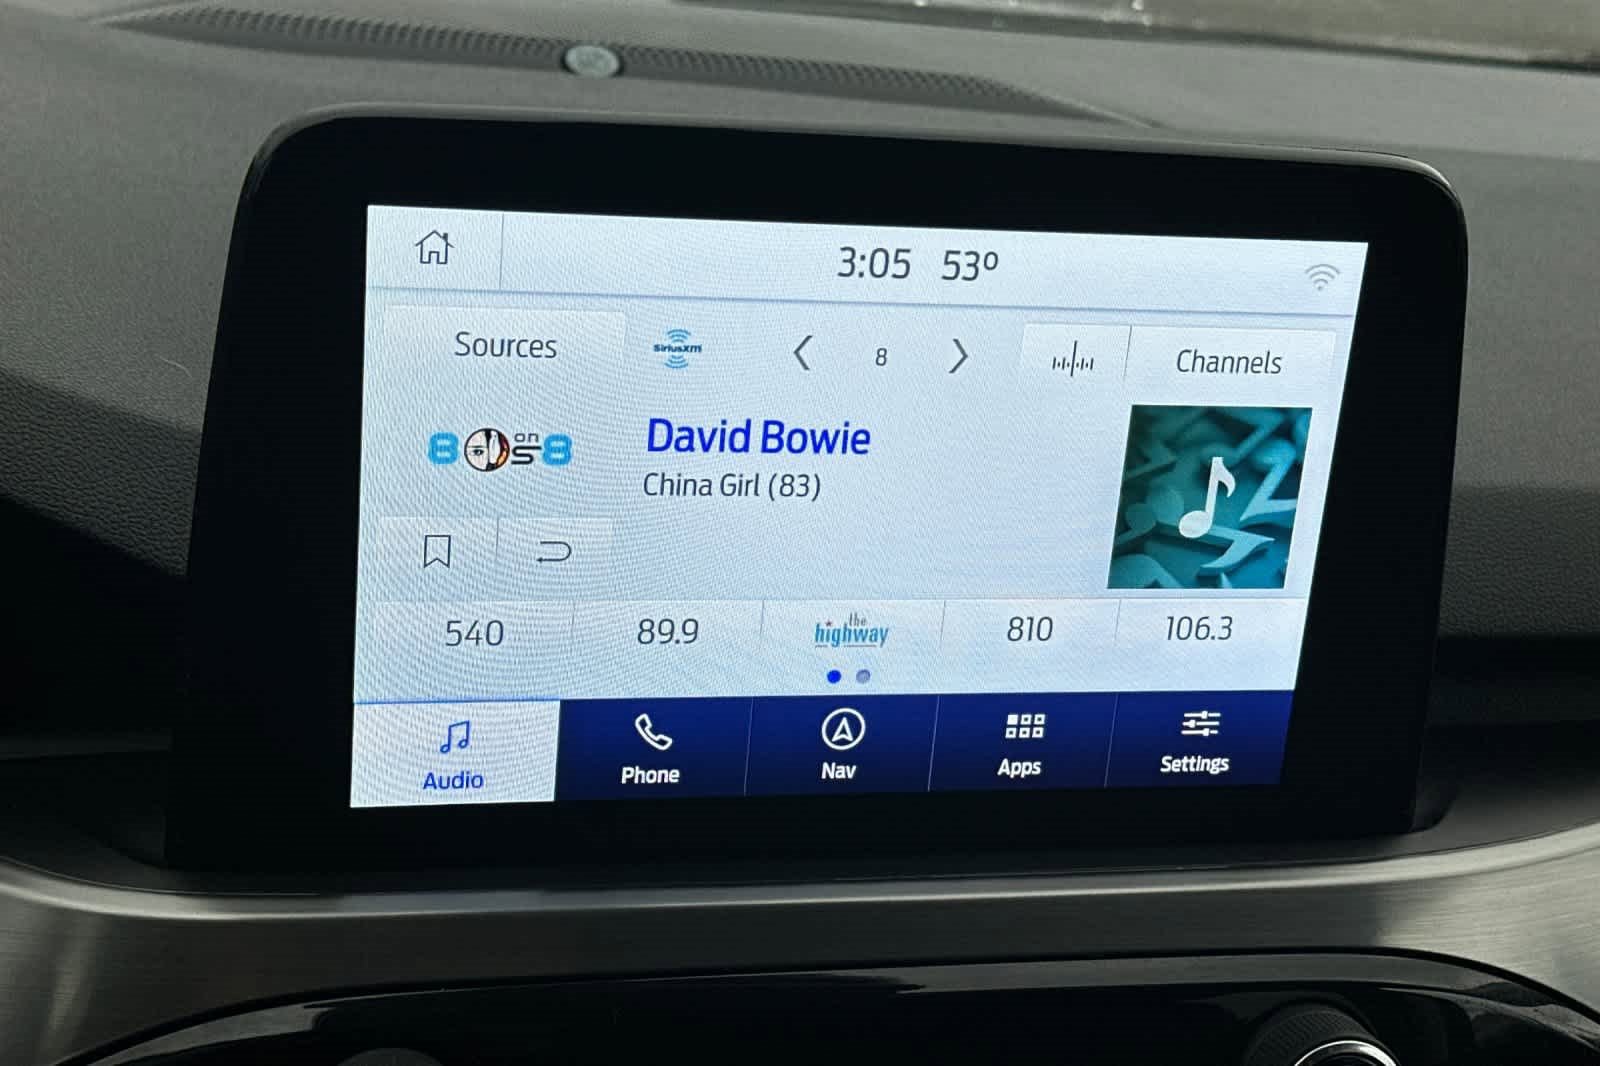 3:05 53°
Sources
SiriusXM
8
Channels
80s on 8
David Bowie
China Girl (83)
540
89.9
the highway
810
106.3
Audio
Phone
Nav
Apps
Settings